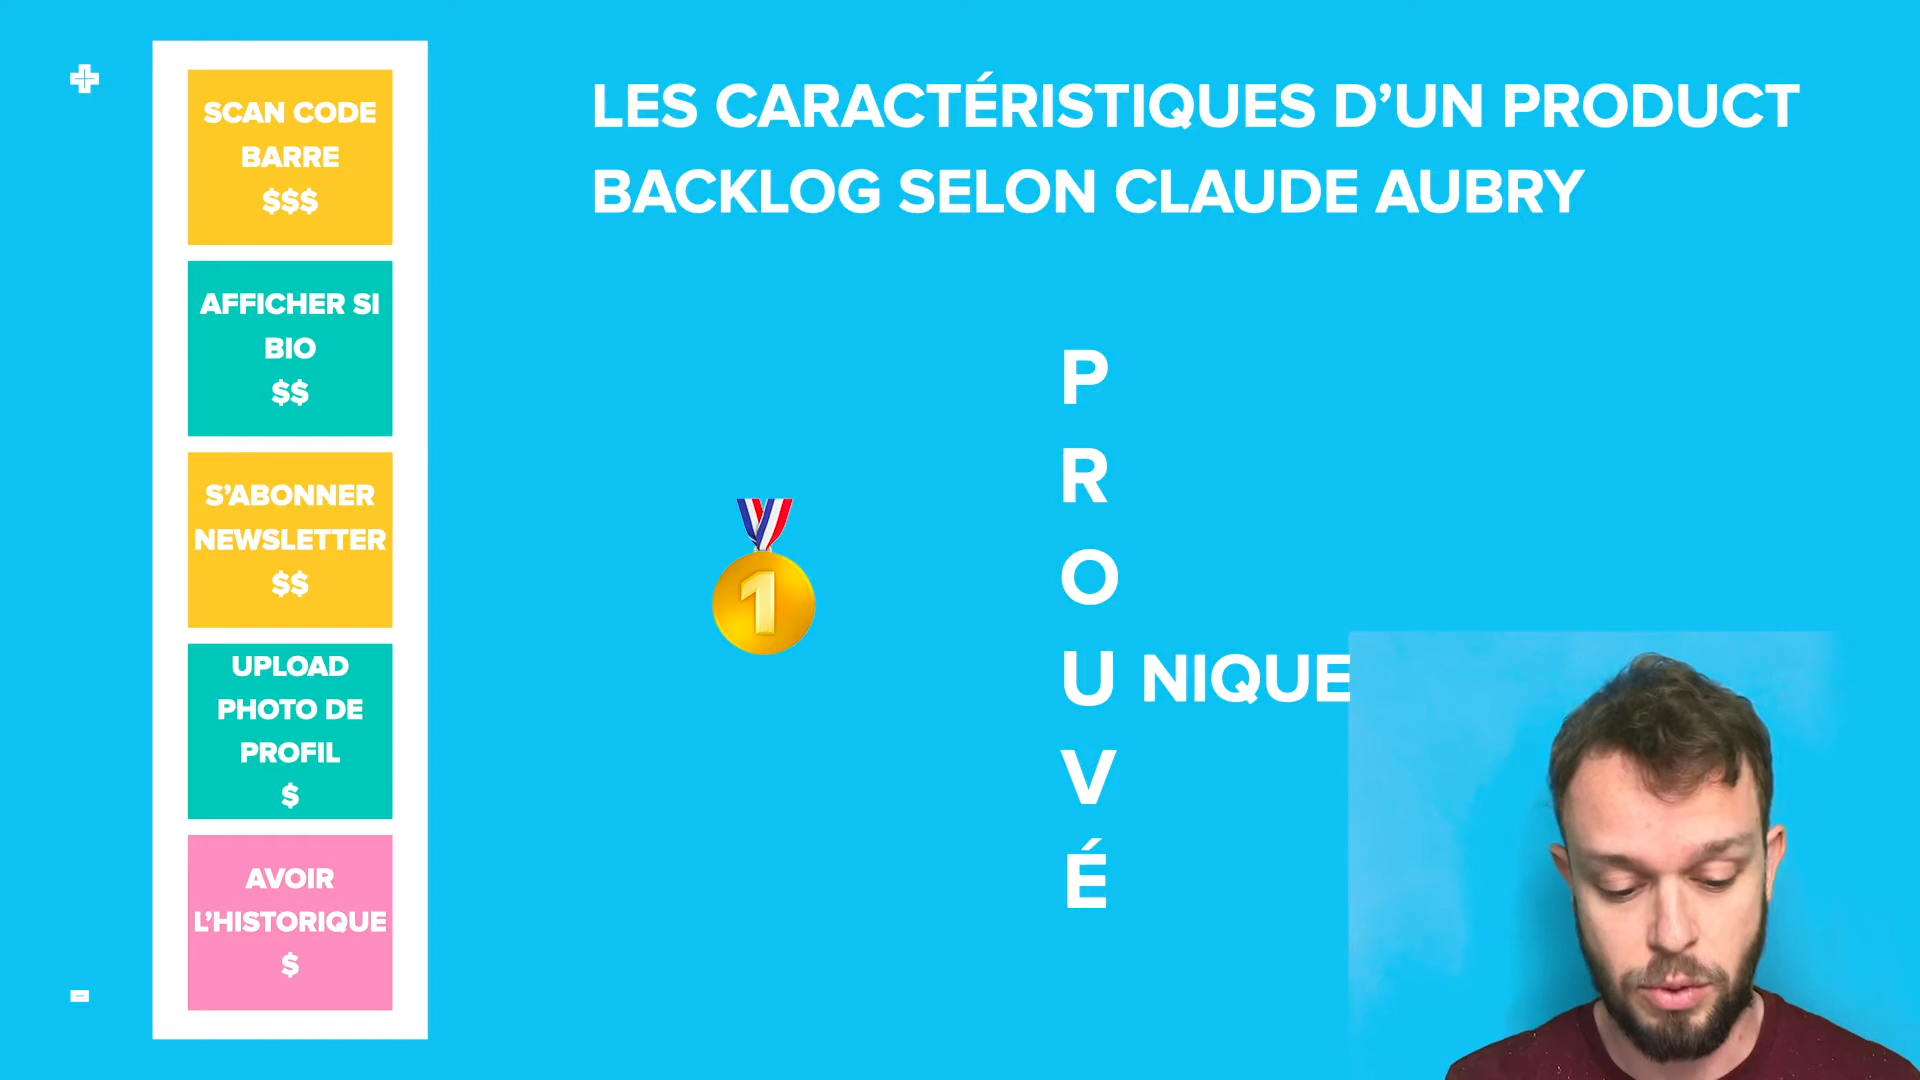 SCAN CODE
BARRE
$$$
AFFICHER SI
BIO
$$
S’ABONNER
NEWSLETTER
$$
UPLOAD
PHOTO DE
PROFIL
$
AVOIR
L’HISTORIQUE
$
LES CARACTÉRISTIQUES D’UN PRODUCT
BACKLOG SELON CLAUDE AUBRY
1
P
R
O
U NIQUE
V
É